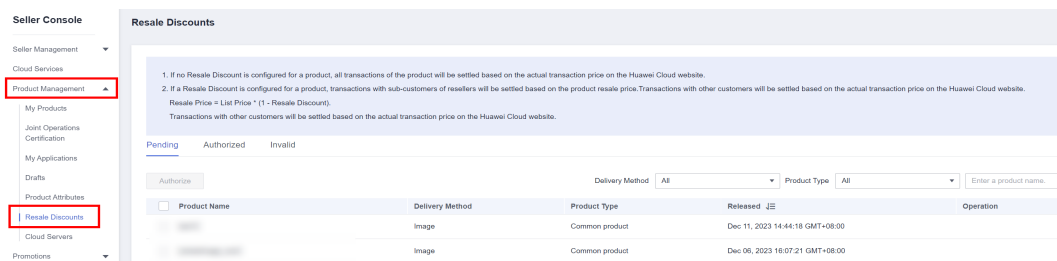 Seller Console
Seller Management
Cloud Services
Product Management
My Products
Joint Operations
Certification
My Applications
Drafts
Product Attributes
Resale Discounts
Cloud Servers
Promotions
Resale Discounts
1. If no Resale Discount is configured for a product, all transactions of the product will be settled based on the actual transaction price on the Huawei Cloud website.
2. If a Resale Discount is configured for a product, transactions with sub-customers of resellers will be settled based on the product resale price.Transactions with other customers will be settled based on the actual transaction price on the Huawei Cloud website.
Resale Price = List Price * (1 - Resale Discount).
Transactions with other customers will be settled based on the actual transaction price on the Huawei Cloud website.
Pending Authorized Invalid
Authorize Delivery Method All Product Type All Enter a product name.
Product Name Delivery Method Product Type Released Operation
Image Common product Dec 11, 2023 14:44:18 GMT+08:00
Image Common product Dec 06, 2023 16:07:21 GMT+08:00